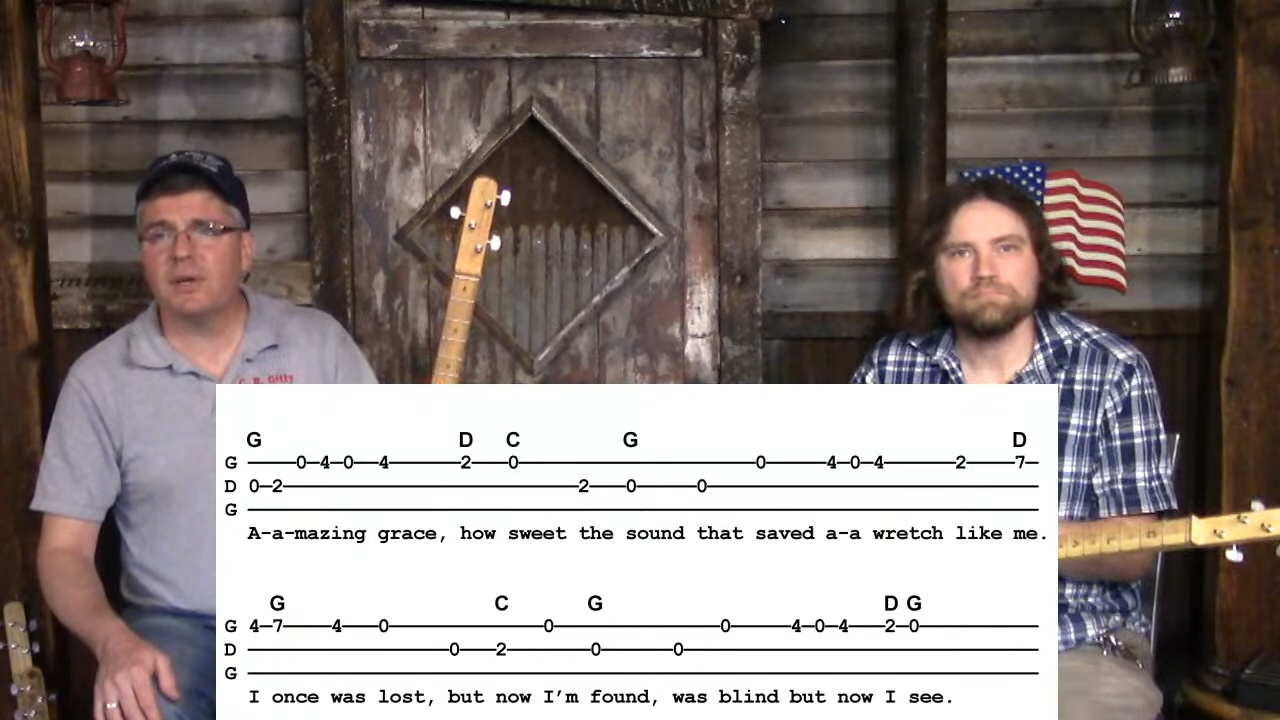 C. B. Gitty
G D C G D
G 0-4-0 4 2 0 0 4-0-4 2 7
D 0-2 2 0 0
G
A-a-mazing grace, how sweet the sound that saved a-a wretch like me.
G C G D G
G 4-7 4 0 0 0 4-0-4 2-0
D 0 2 0 0
G
I once was lost, but now I'm found, was blind but now I see.